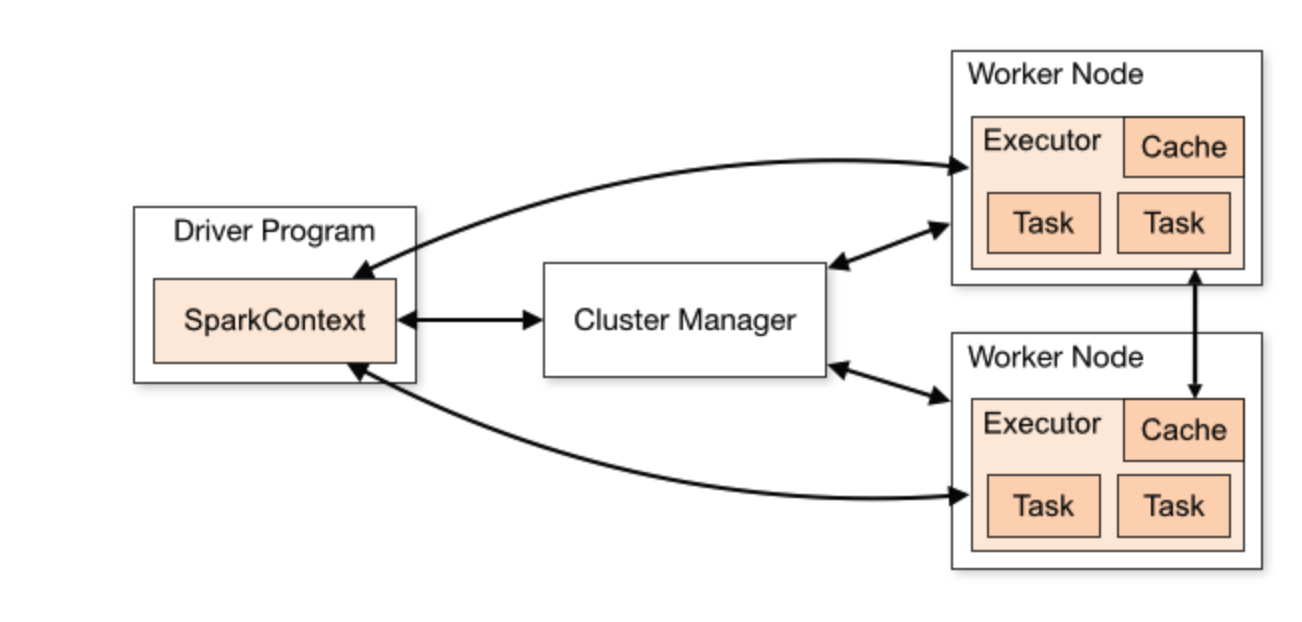 Driver Program
SparkContext
Cluster Manager
Worker Node
Executor
Cache
Task
Task
Worker Node
Executor
Cache
Task
Task